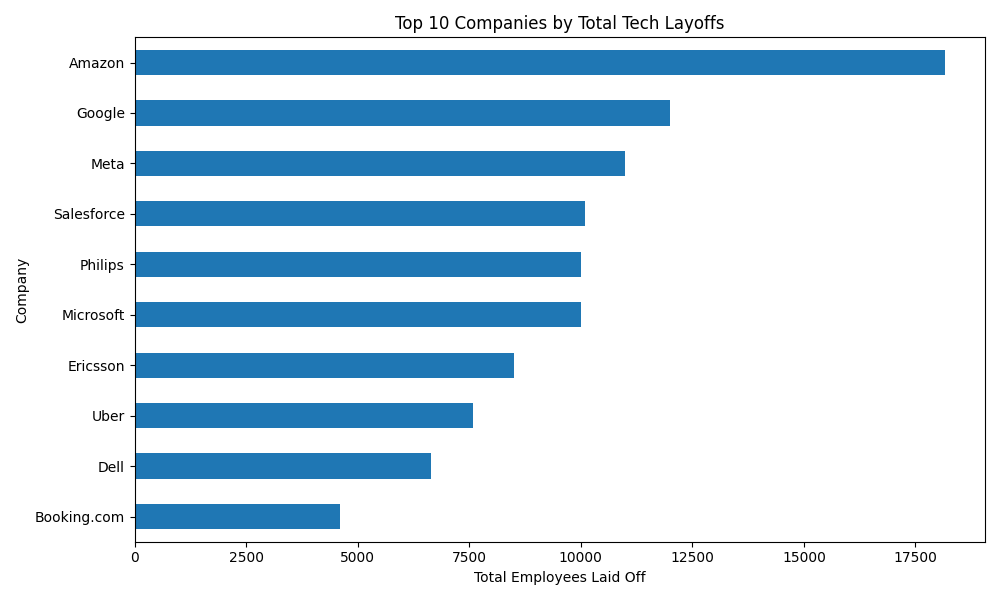 Top 10 Companies by Total Tech Layoffs
Company
Amazon
Google
Meta
Salesforce
Philips
Microsoft
Ericsson
Uber
Dell
Booking.com
0 2500 5000 7500 10000 12500 15000 17500
Total Employees Laid Off